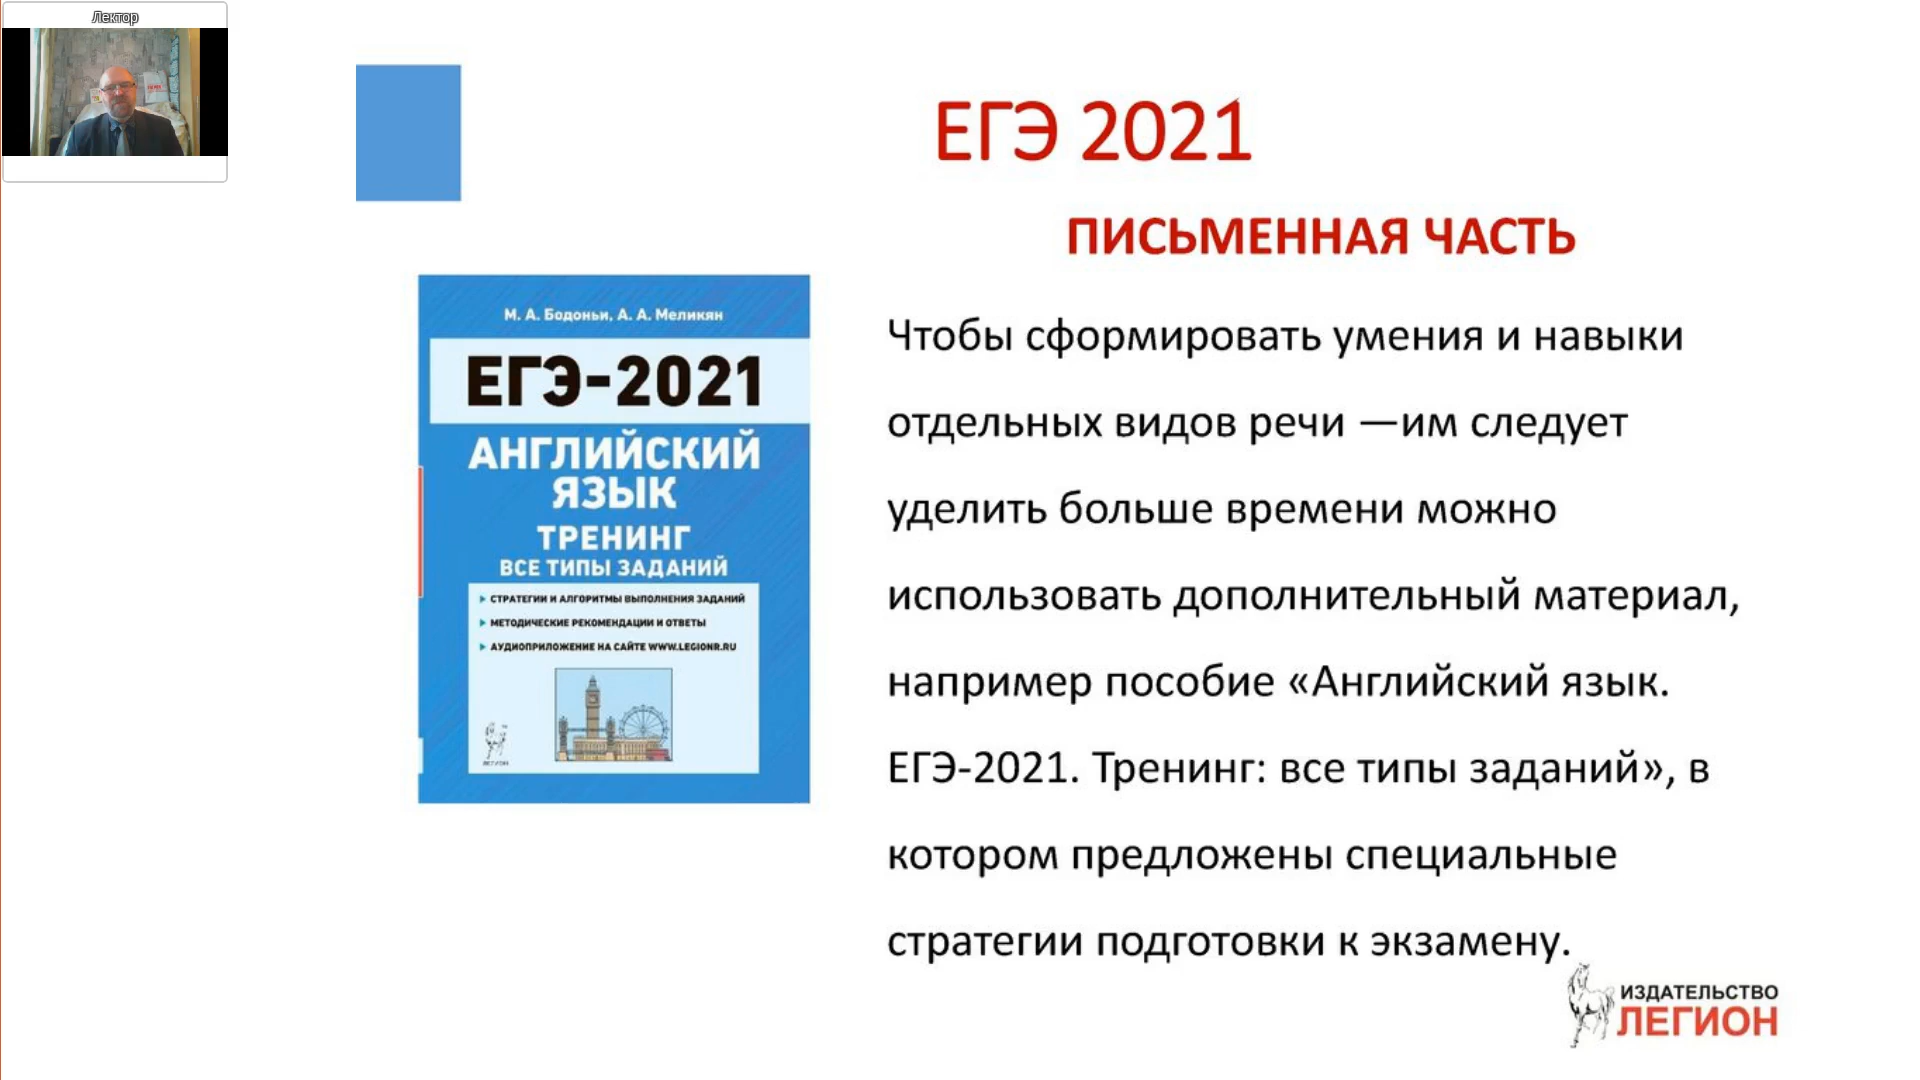 Лектор
ЕГЭ 2021
ПИСЬМЕННАЯ ЧАСТЬ
М. А. Бодоньи, А. А. Меликян
ЕГЭ-2021
АНГЛИЙСКИЙ
ЯЗЫК
ТРЕНИНГ
ВСЕ ТИПЫ ЗАДАНИЙ
СТРАТЕГИИ И АЛГОРИТМЫ ВЫПОЛНЕНИЯ ЗАДАНИЙ
МЕТОДИЧЕСКИЕ РЕКОМЕНДАЦИИ И ОТВЕТЫ
АУДИОПРИЛОЖЕНИЕ НА САЙТЕ WWW.LEGIONR.RU
ЛЕГИОН
Чтобы сформировать умения и навыки
отдельных видов речи —им следует
уделить больше времени можно
использовать дополнительный материал,
например пособие «Английский язык.
ЕГЭ-2021. Тренинг: все типы заданий», в
котором предложены специальные
стратегии подготовки к экзамену.
ИЗДАТЕЛЬСТВО
ЛЕГИОН